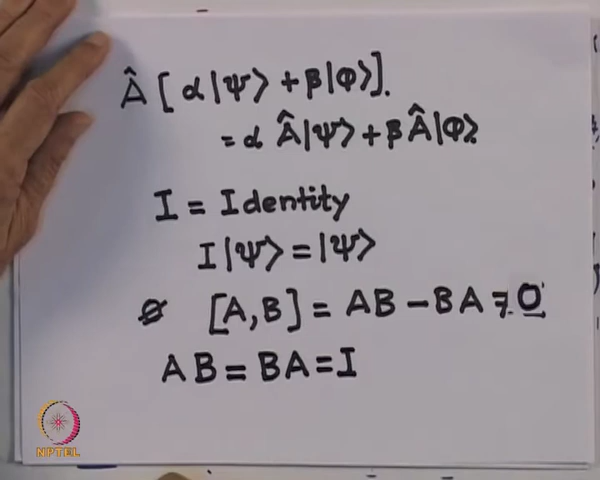 Â [ α|Ψ⟩ + β|Φ⟩].
= α Â|Ψ⟩ + β Â|Φ⟩.
I = Identity
I|Ψ⟩ = |Ψ⟩
[A, B] = AB - BA ≠ 0
AB = BA = I
NPTEL